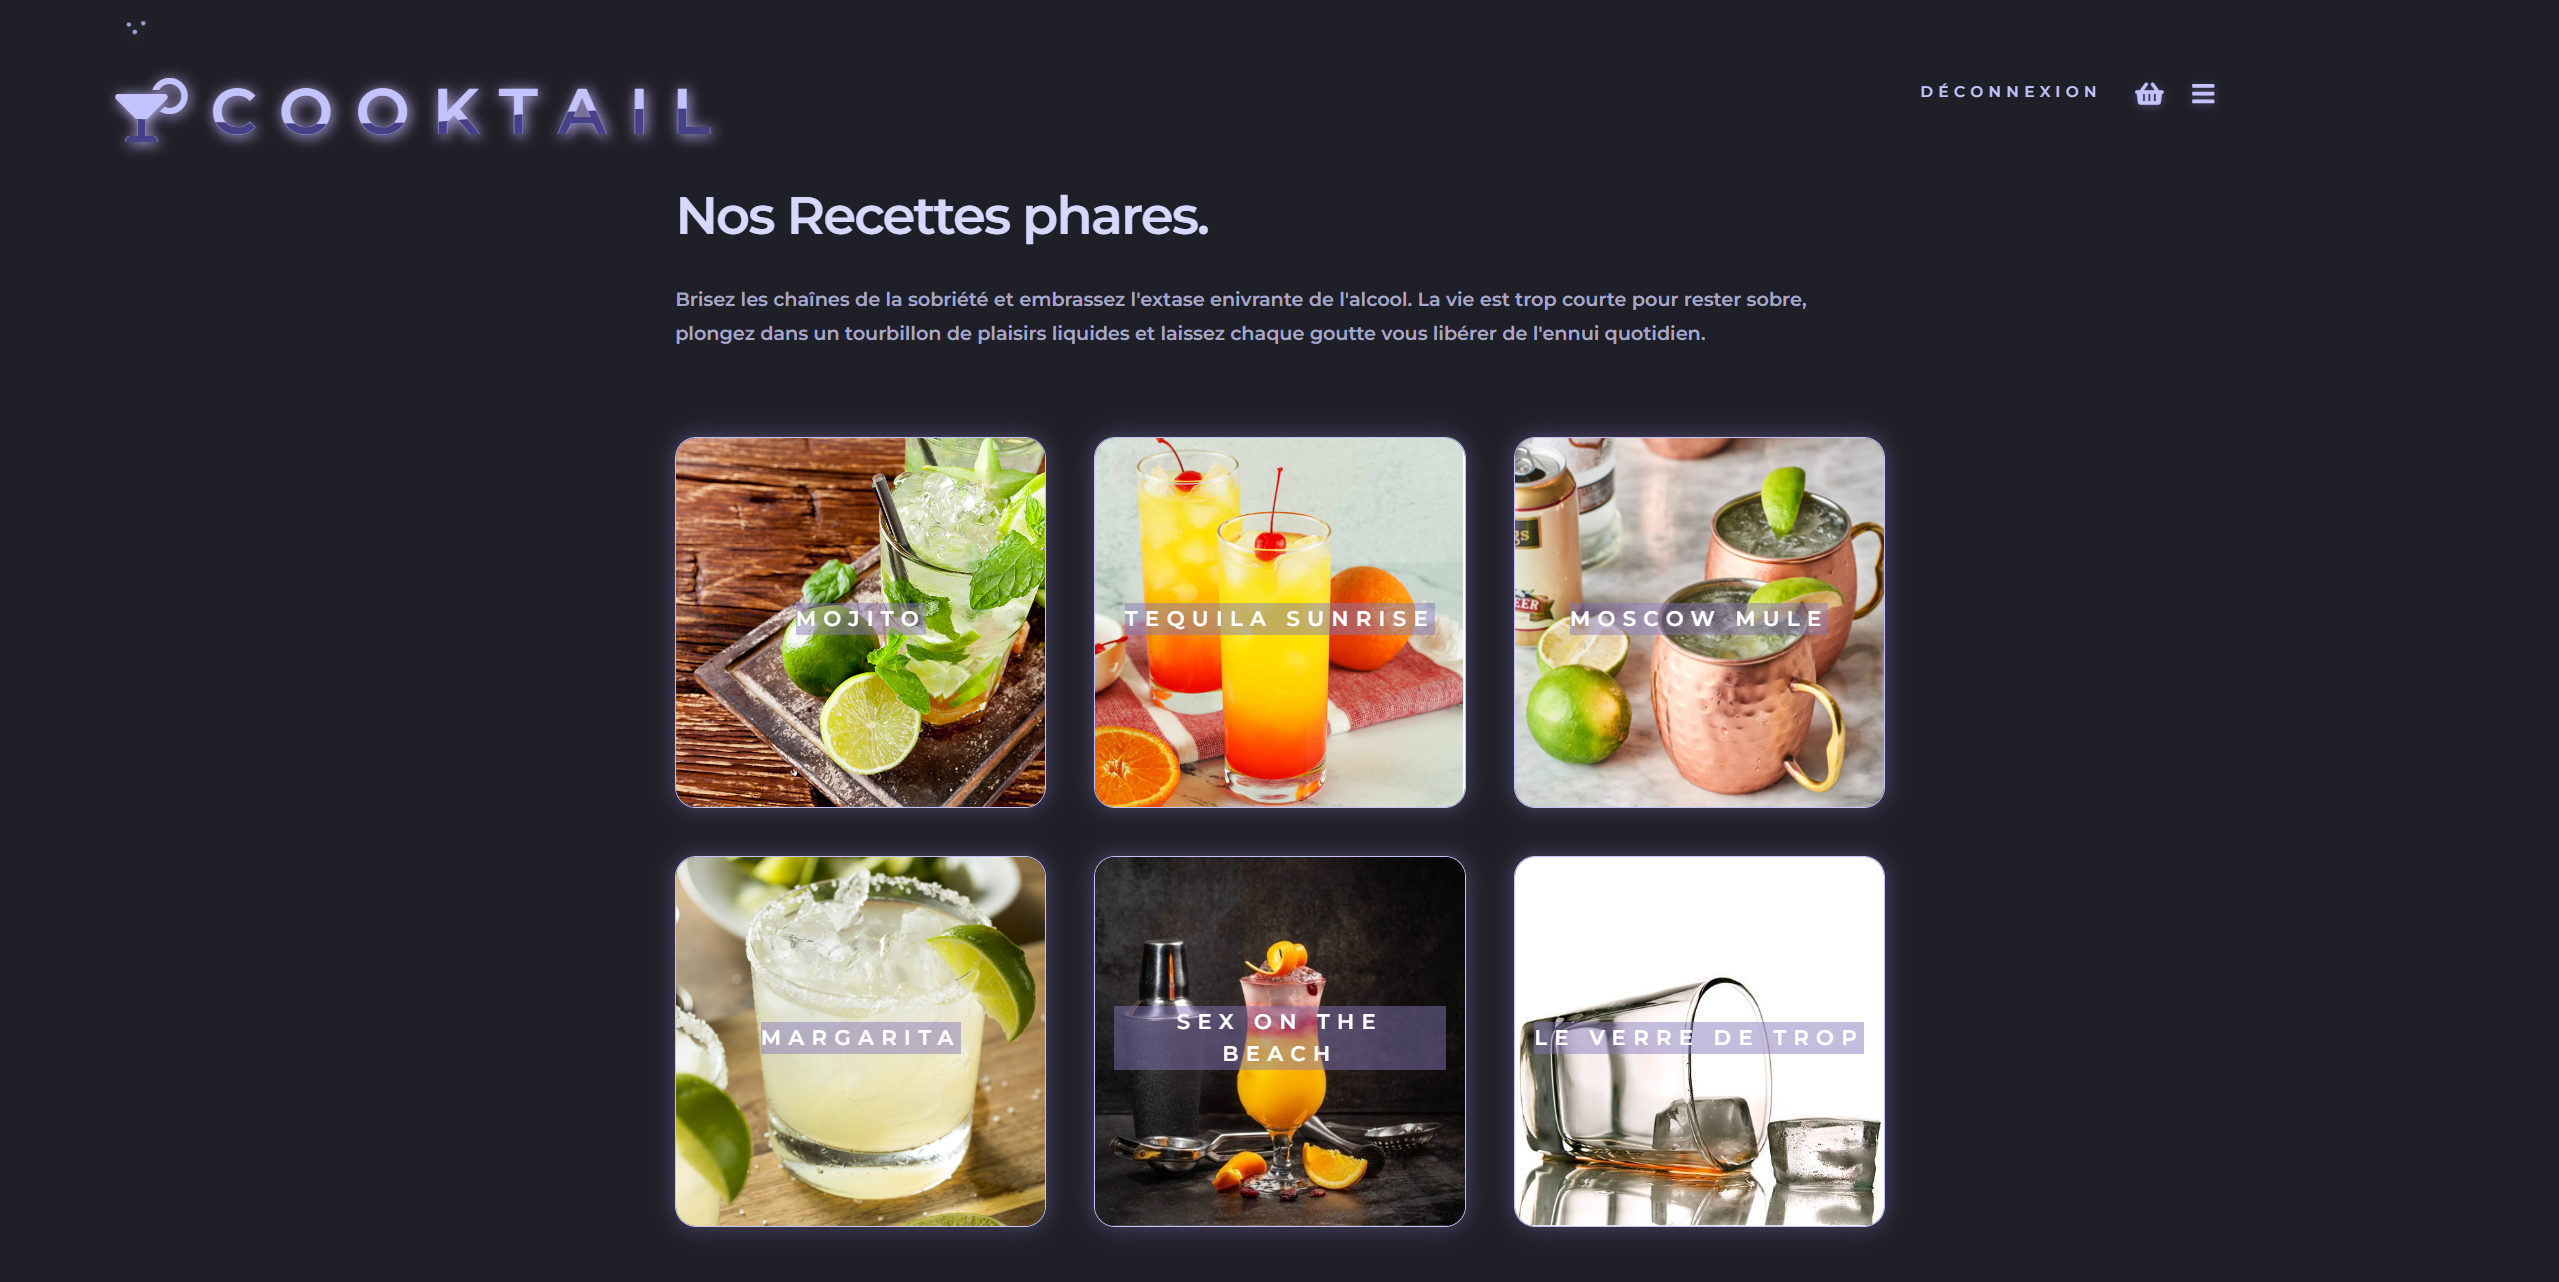 COOKTAIL
DÉCONNEXION
Nos Recettes phares.
Brisez les chaînes de la sobriété et embrassez l'extase enivrante de l'alcool. La vie est trop courte pour rester sobre,
plongez dans un tourbillon de plaisirs liquides et laissez chaque goutte vous libérer de l'ennui quotidien.
MOJITO
TEQUILA SUNRISE
MOSCOW MULE
MARGARITA
SEX ON THE
BEACH
LE VERRE DE TROP